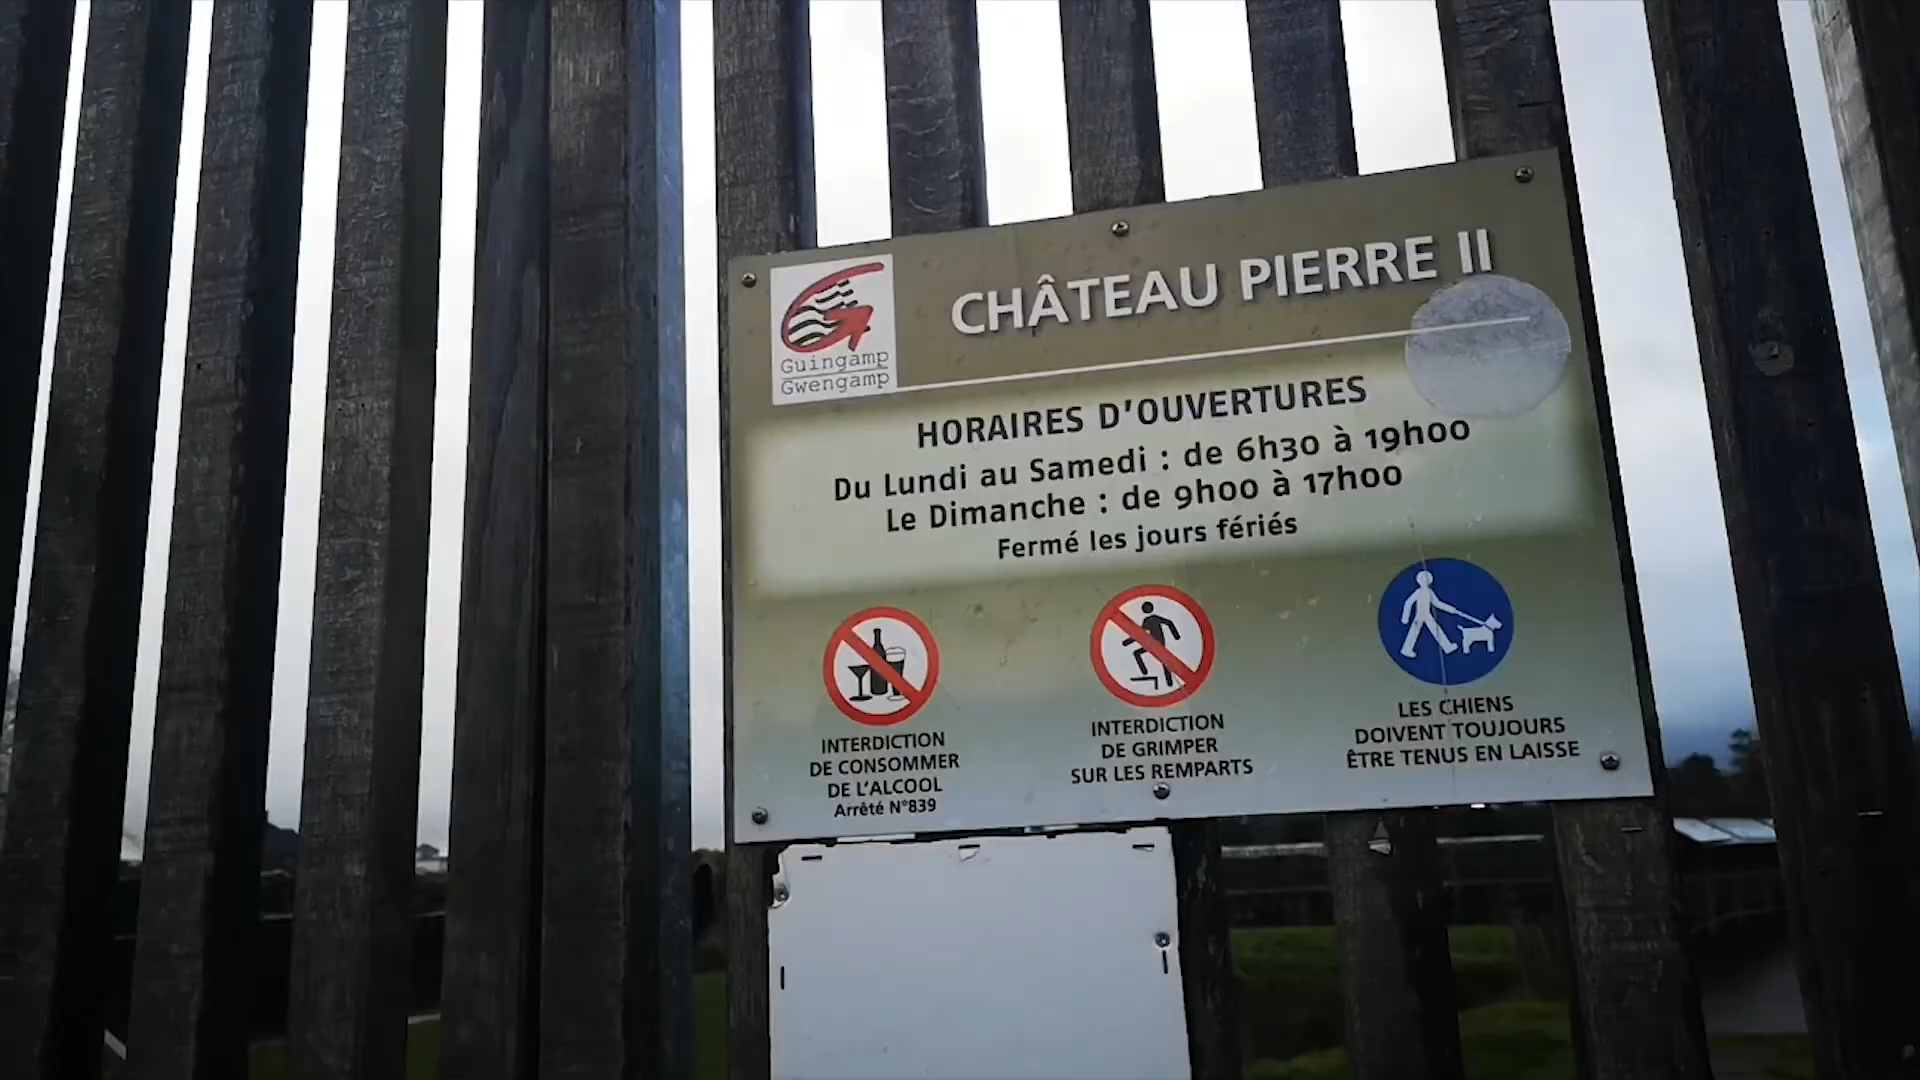 CHÂTEAU PIERRE II
Guingamp
Gwengamp
HORAIRES D'OUVERTURES
Du Lundi au Samedi : de 6h30 à 19h00
Le Dimanche : de 9h00 à 17h00
Fermé les jours fériés
INTERDICTION
DE CONSOMMER
DE L'ALCOOL
Arrêté N°839
INTERDICTION
DE GRIMPER
SUR LES REMPARTS
LES CHIENS
DOIVENT TOUJOURS
ÊTRE TENUS EN LAISSE